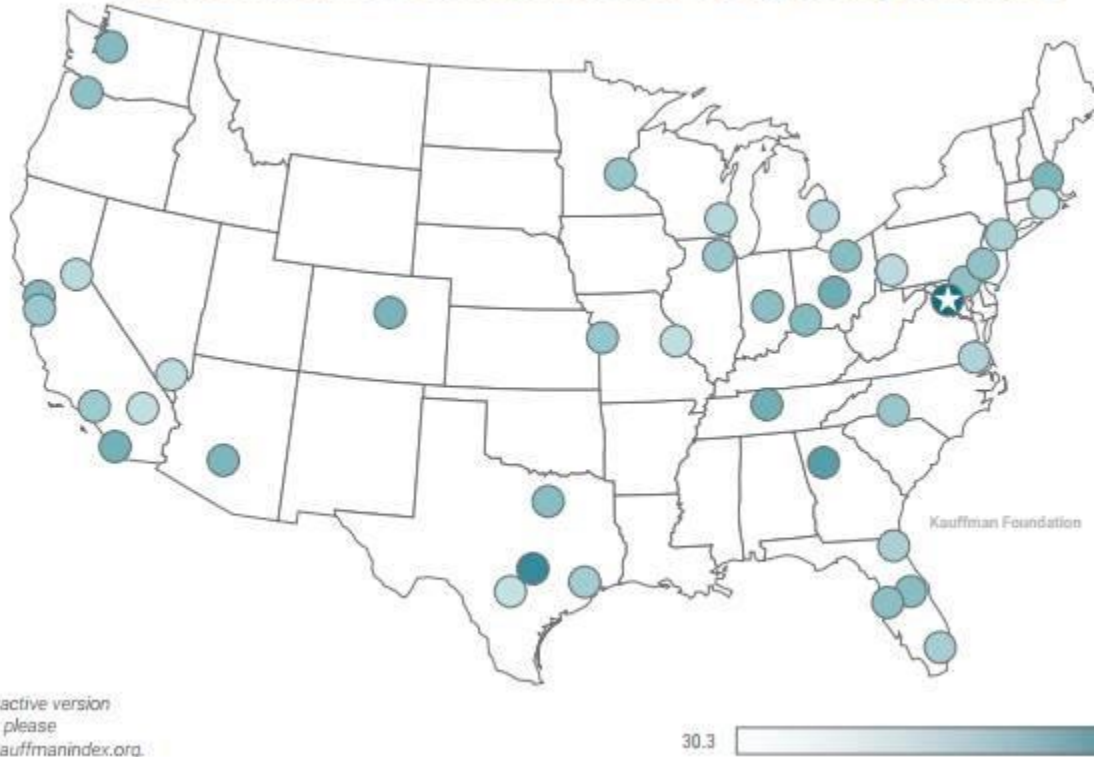 Kauffman Foundation
active version
please
auffmanindex.org.
30.3